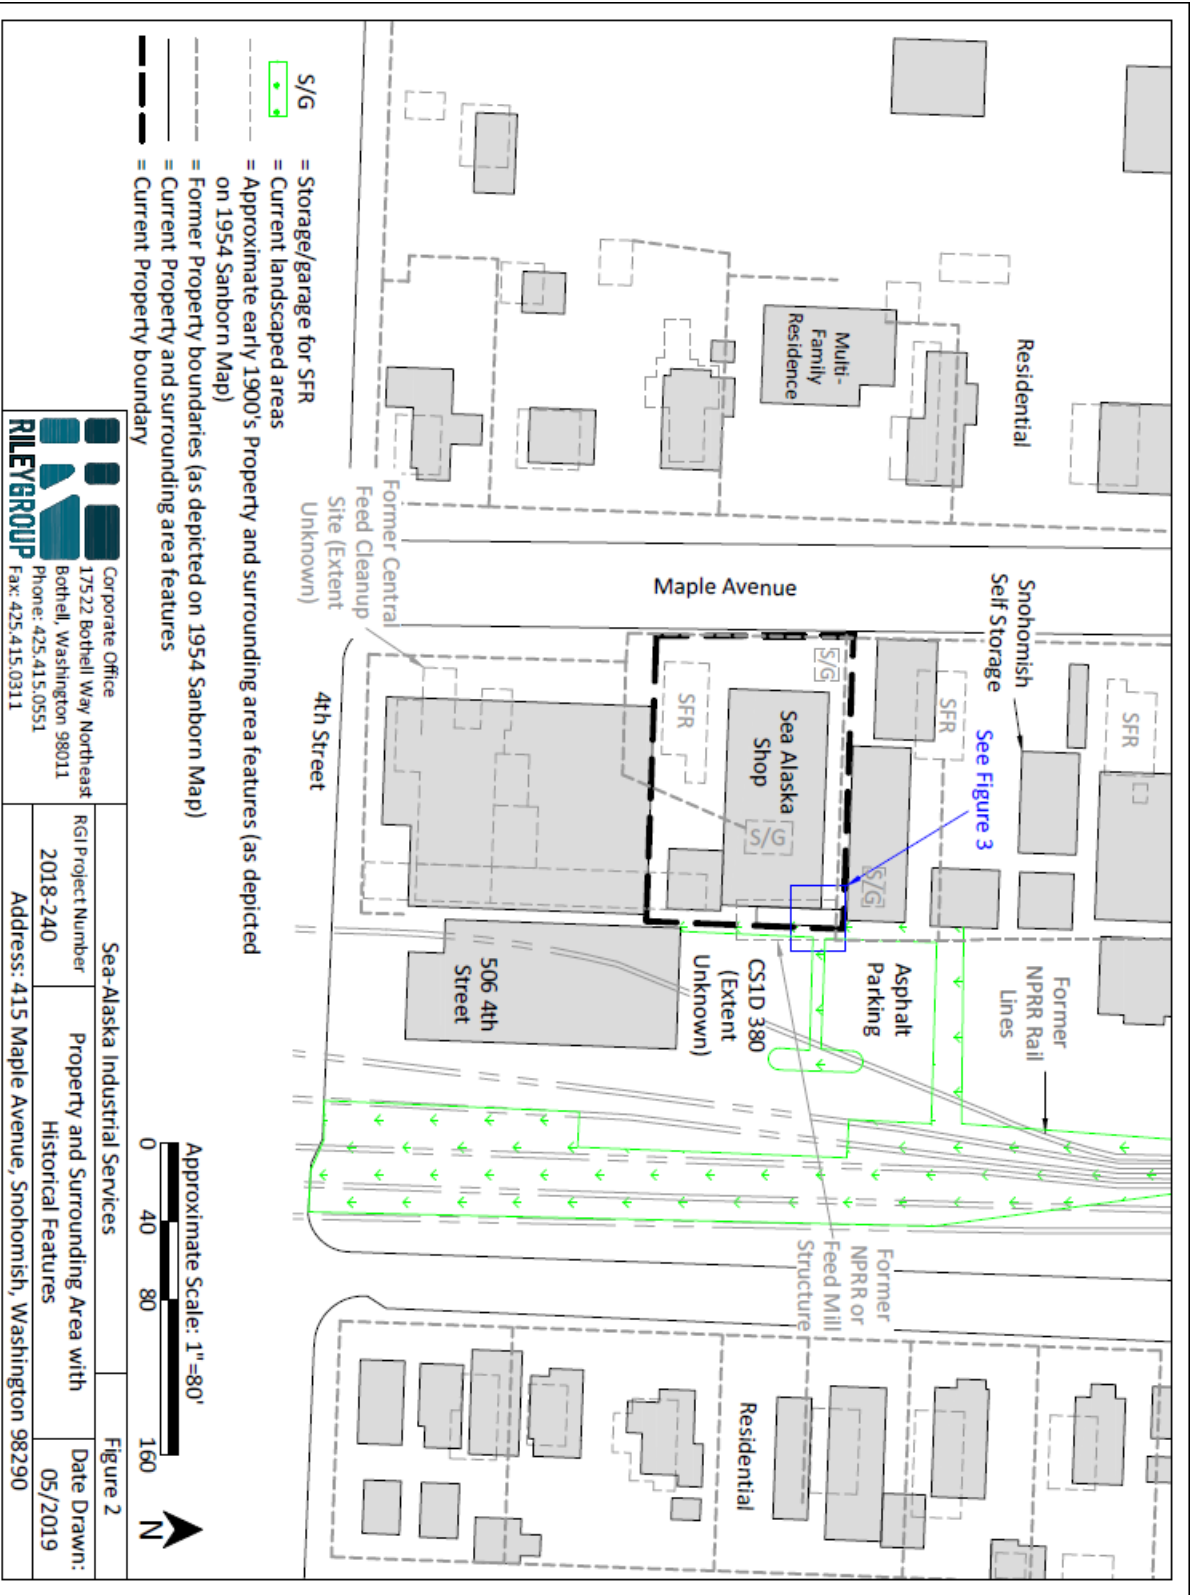 Residential
Multi-
Family
Residence
Maple Avenue
Snohomish
Self Storage
SFR
SFR
See Figure 3
S/G
SFR
Sea Alaska
Shop
S/G
S/G
Former Central
Feed Cleanup
Site (Extent
Unknown)
4th Street
506 4th
Street
CS1D 380
(Extent
Unknown)
Asphalt
Parking
Former
NPRR Rail
Lines
Former
NPRR or
Feed Mill
Structure
Residential
S/G = Storage/garage for SFR
= Current landscaped areas
= Approximate early 1900's Property and surrounding area features (as depicted
on 1954 Sanborn Map)
= Former Property boundaries (as depicted on 1954 Sanborn Map)
= Current Property and surrounding area features
= Current Property boundary
Approximate Scale: 1"=80'
0 40 80 160
N
RILEYGROUP
Corporate Office
17522 Bothell Way Northeast
Bothell, Washington 98011
Phone: 425.415.0551
Fax: 425.415.0311
Sea-Alaska Industrial Services
Figure 2
RGI Project Number
2018-240
Property and Surrounding Area with
Historical Features
Date Drawn:
05/2019
Address: 415 Maple Avenue, Snohomish, Washington 98290